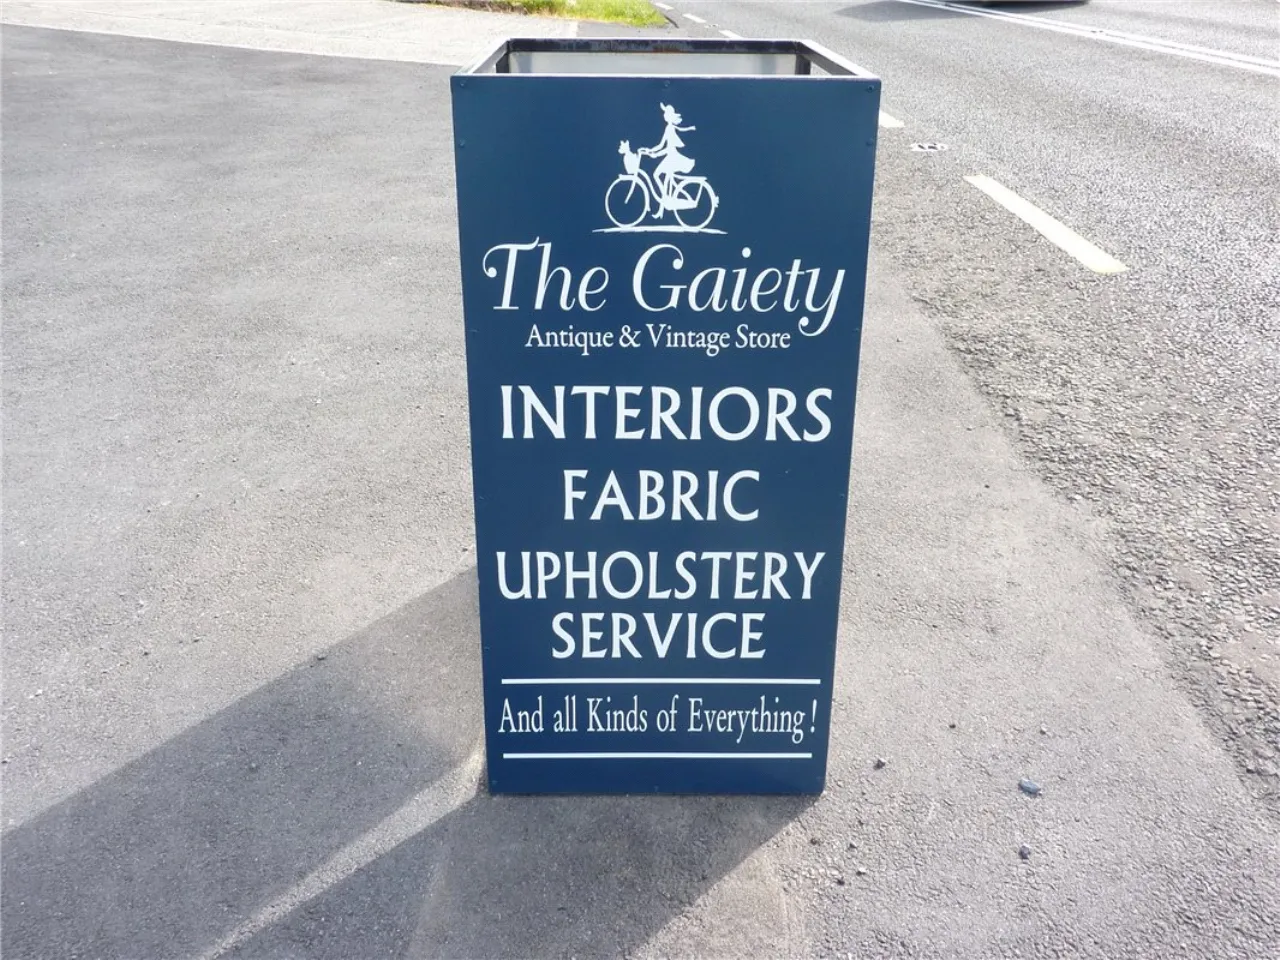 The Gaiety
Antique & Vintage Store
INTERIORS
FABRIC
UPHOLSTERY
SERVICE
And all Kinds of Everything!